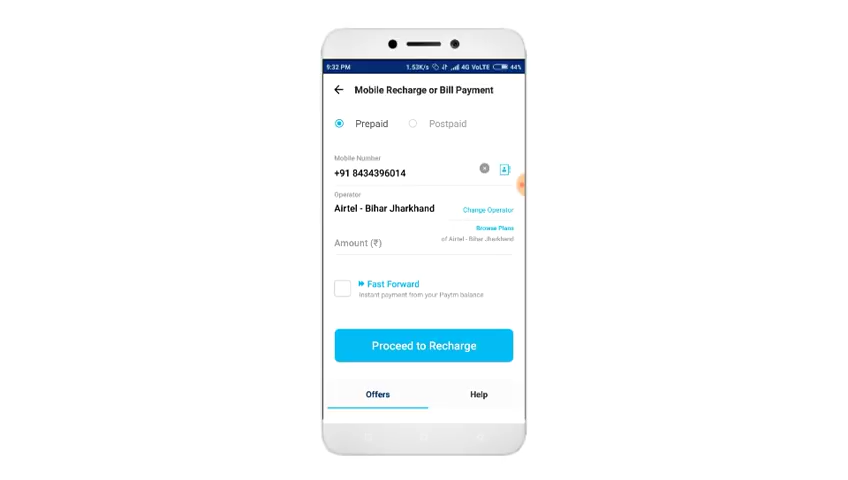 9:32 PM 1.53K/s 4G VoLTE 44%
Mobile Recharge or Bill Payment
Prepaid Postpaid
Mobile Number
+91 8434396014
Operator
Airtel - Bihar Jharkhand Change Operator
Browse Plans
of Airtel - Bihar Jharkhand
Amount (₹)
Fast Forward
Instant payment from your Paytm balance
Proceed to Recharge
Offers Help